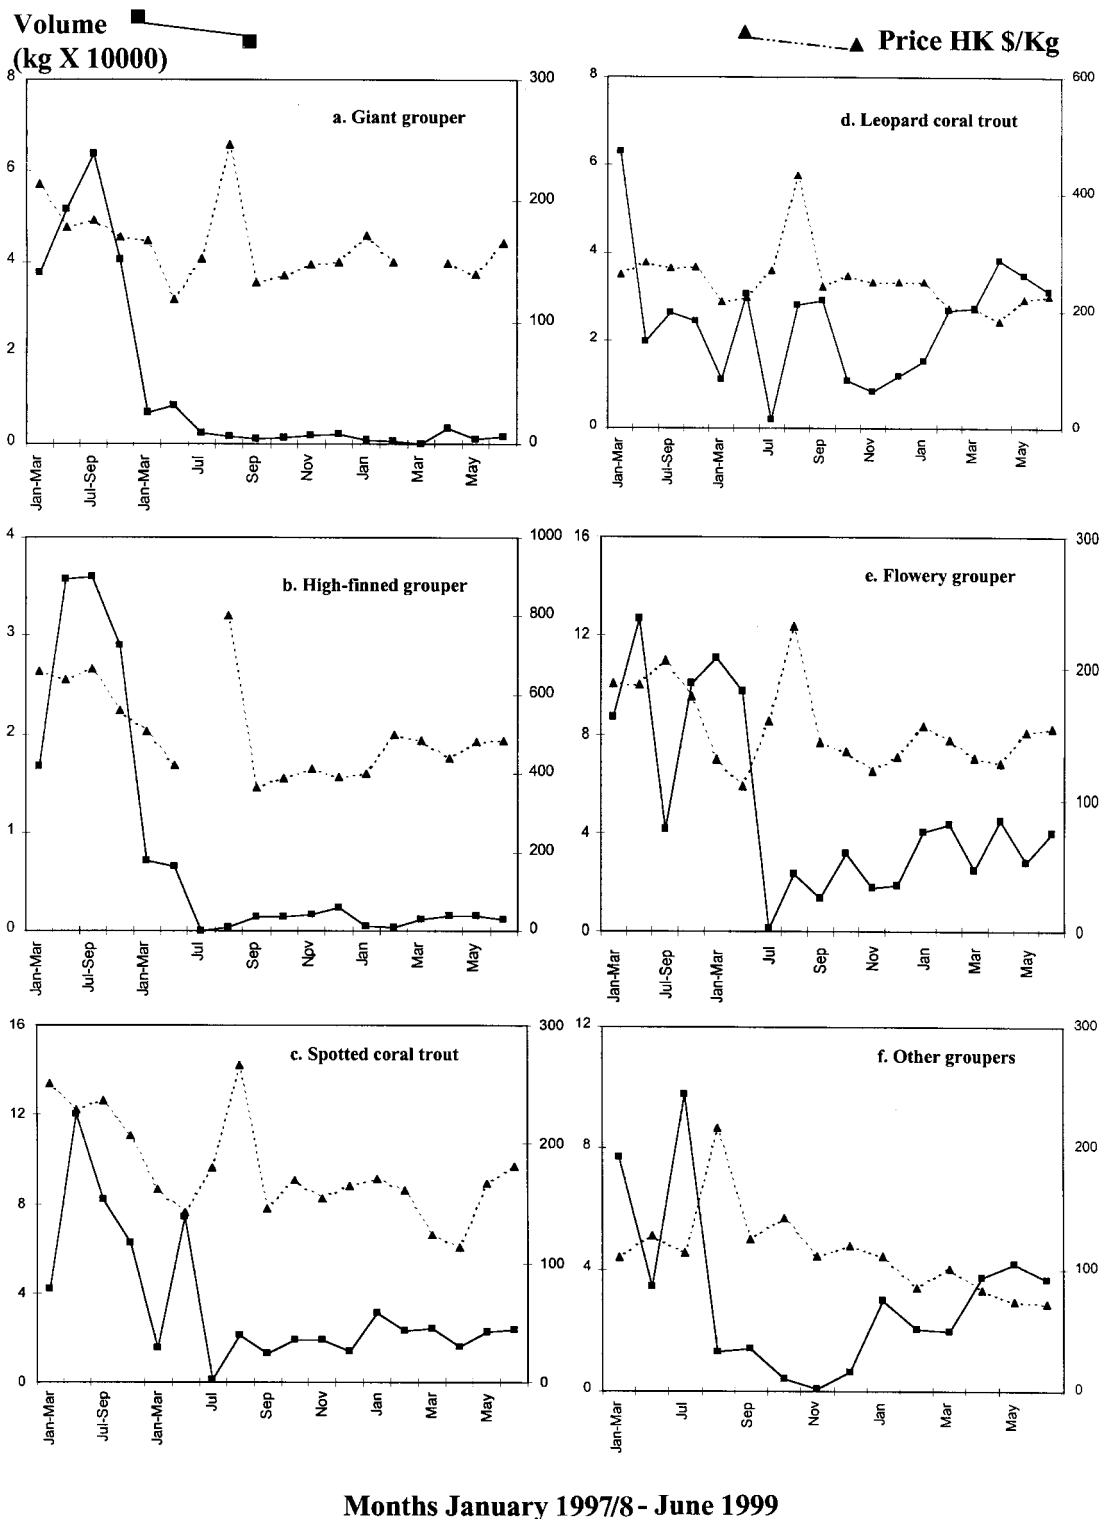 Volume
(kg X 10000)
Price HK $/Kg
a. Giant grouper
8
6
4
2
0
300
200
100
0
Jan-Mar
Jul-Sep
Jan-Mar
Jul
Sep
Nov
Jan
Mar
May
d. Leopard coral trout
8
6
4
2
0
600
400
200
0
Jan-Mar
Jul-Sep
Jan-Mar
Jul
Sep
Nov
Jan
Mar
May
b. High-finned grouper
4
3
2
1
0
1000
800
600
400
200
0
Jan-Mar
Jul-Sep
Jan-Mar
Jul
Sep
Nov
Jan
Mar
May
e. Flowery grouper
16
12
8
4
0
300
200
100
0
Jan-Mar
Jul-Sep
Jan-Mar
Jul
Sep
Nov
Jan
Mar
May
c. Spotted coral trout
16
12
8
4
0
300
200
100
0
Jan-Mar
Jul-Sep
Jan-Mar
Jul
Sep
Nov
Jan
Mar
May
f. Other groupers
12
8
4
0
300
200
100
0
Jan-Mar
Jul
Sep
Nov
Jan
Mar
May
Months January 1997/8 - June 1999